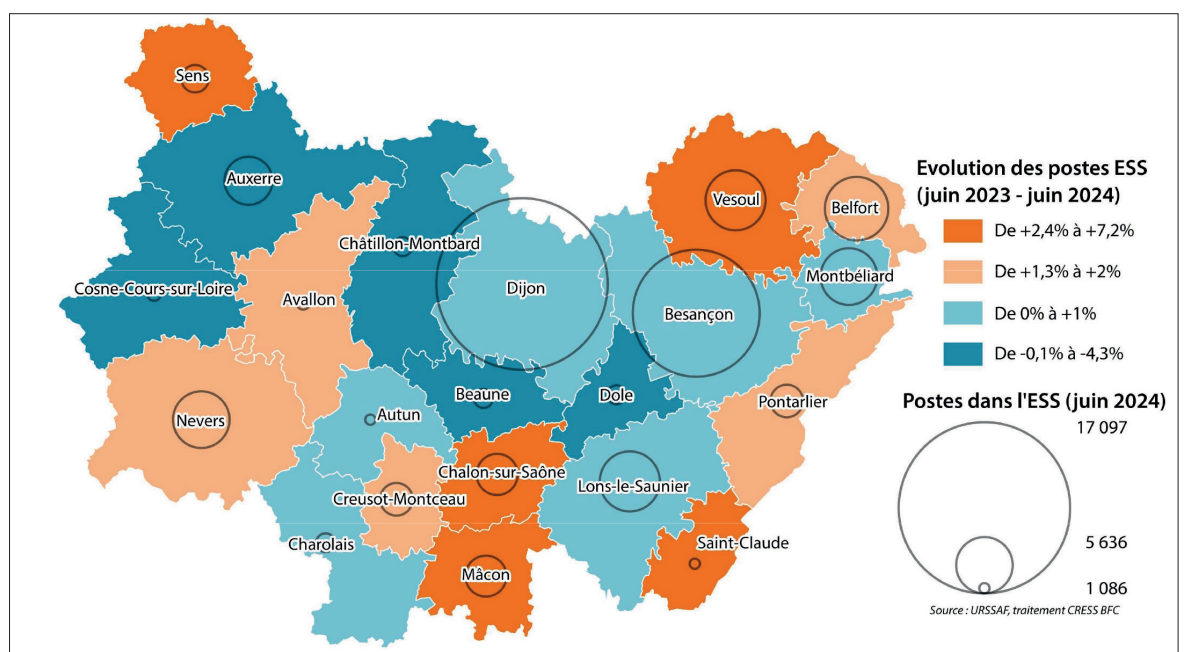 Sens
Auxerre
Vesoul
Belfort
Châtillon-Montbard
Montbéliard
Cosne-Cours-sur-Loire
Avallon
Dijon
Besançon
Nevers
Autun
Beaune
Dole
Pontarlier
Chalon-sur-Saône
Creusot-Montceau
Lons-le-Saunier
Charolais
Saint-Claude
Mâcon
Evolution des postes ESS
(juin 2023 - juin 2024)
De +2,4% à +7,2%
De +1,3% à +2%
De 0% à +1%
De -0,1% à -4,3%
Postes dans l'ESS (juin 2024)
17 097
5 636
1 086
Source : URSSAF, traitement CRESS BFC